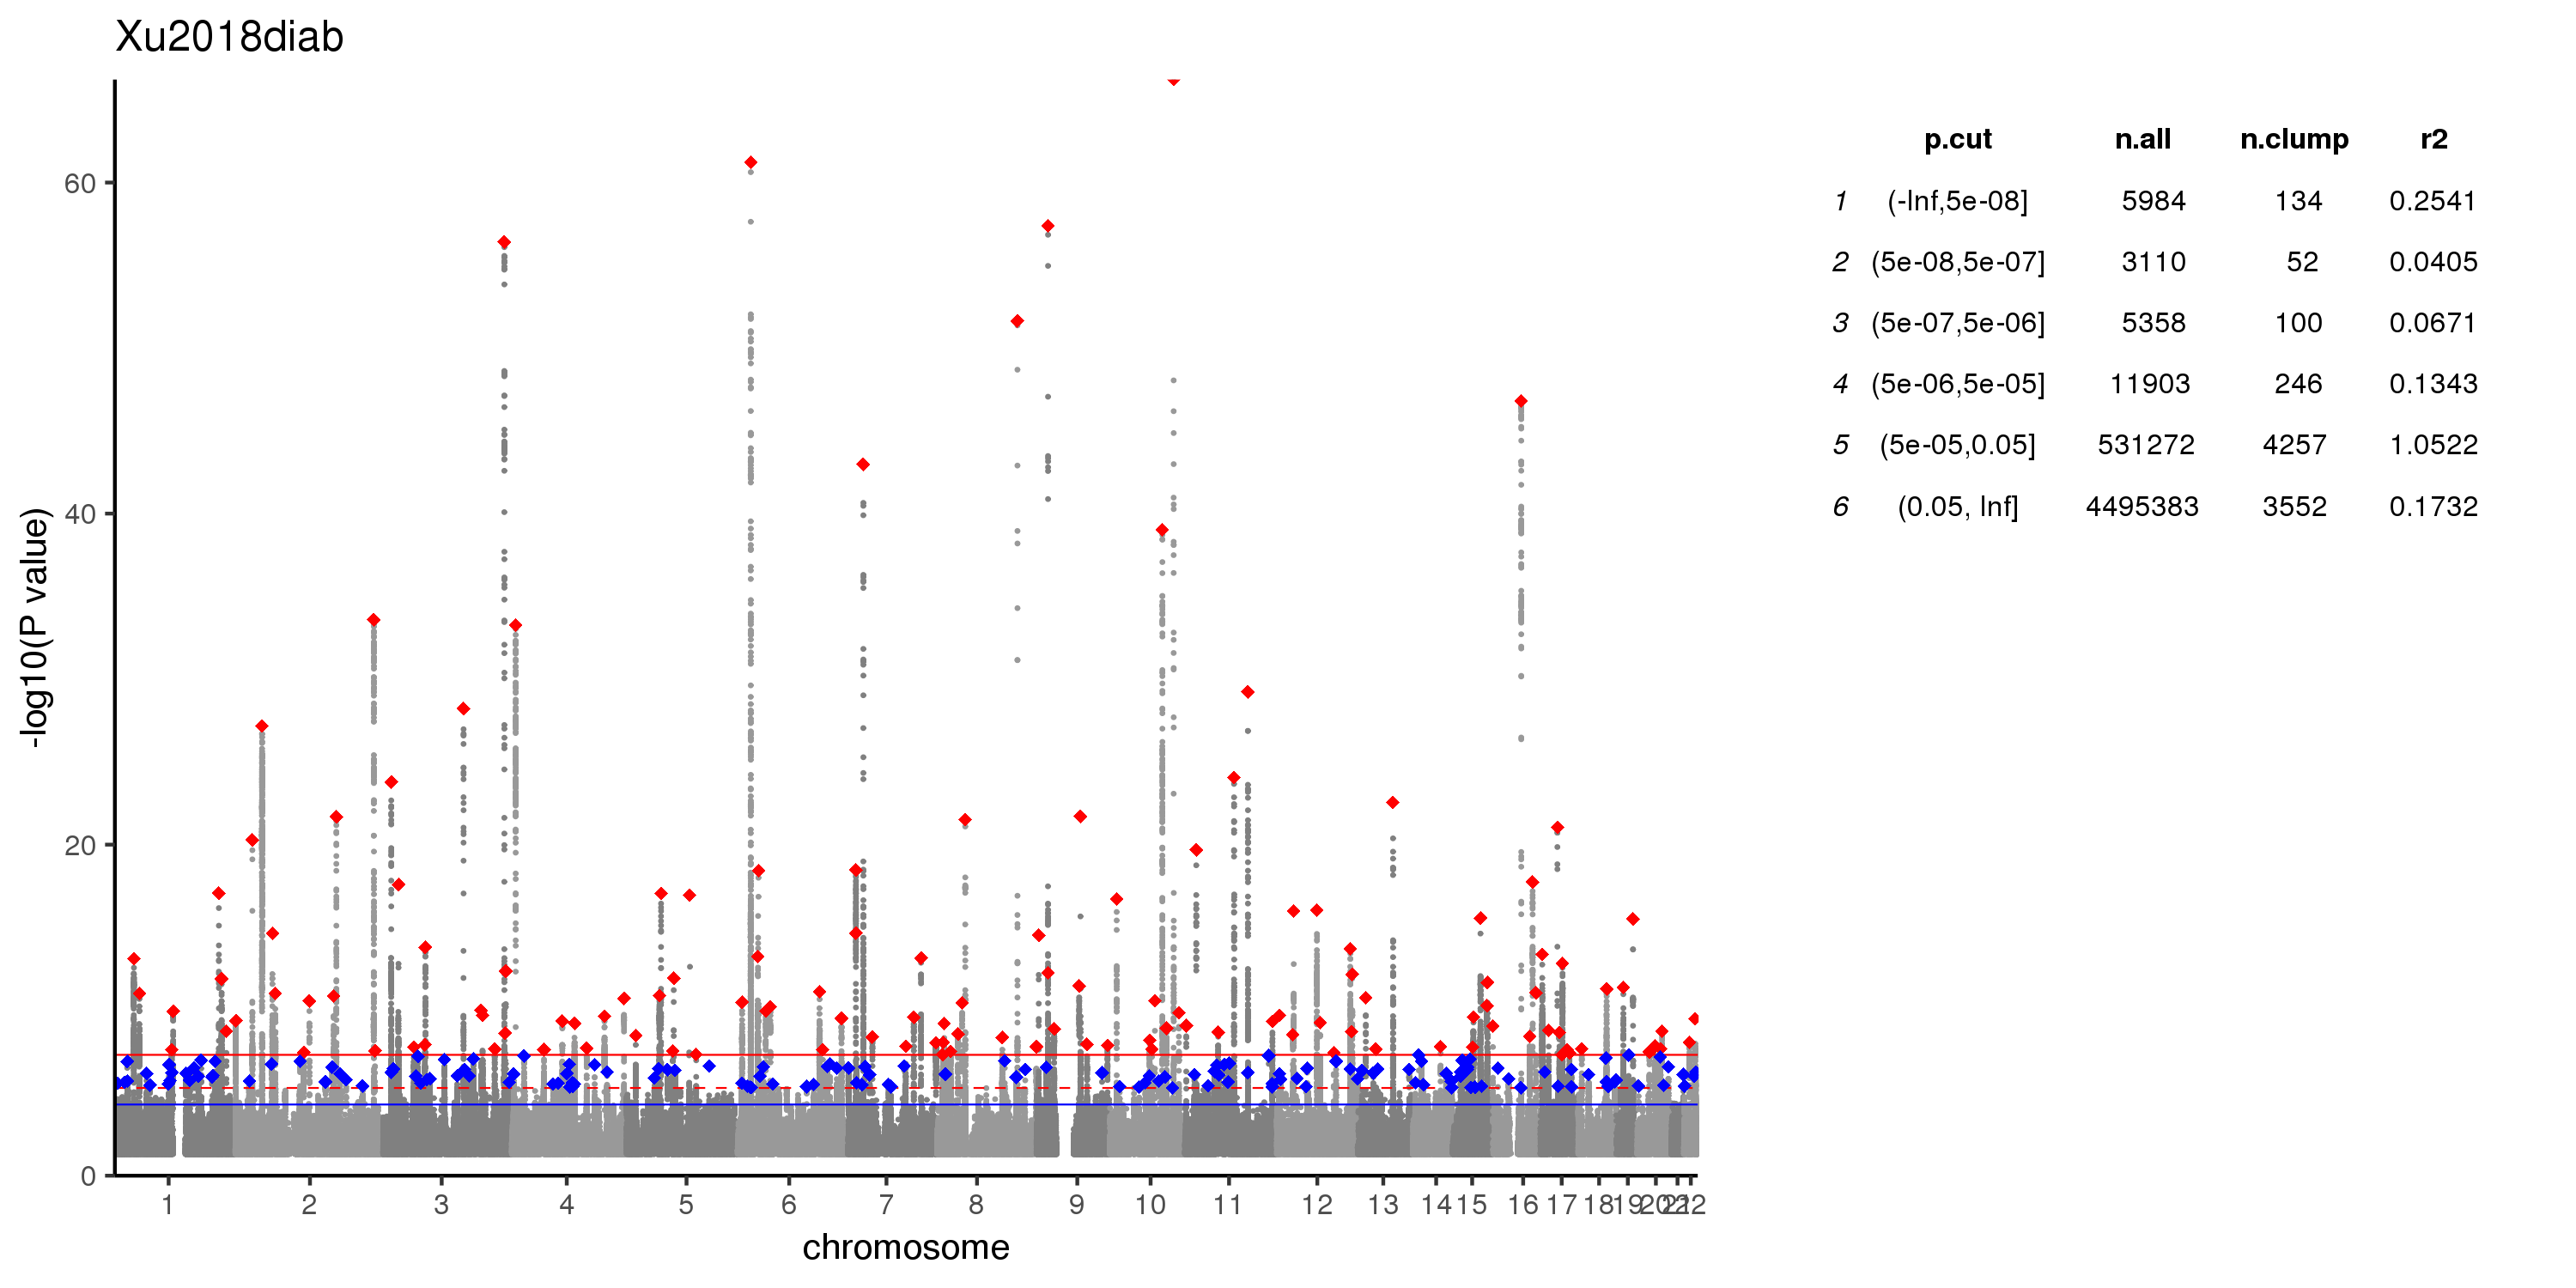 Xu2018diab
-log10(P value)
60
40
20
0
1 2 3 4 5 6 7 8 9 10 11 12 13 14 15 16 17 18 19 20 21 22
chromosome
p.cut n.all n.clump r2
1 (-Inf,5e-08] 5984 134 0.2541
2 (5e-08,5e-07] 3110 52 0.0405
3 (5e-07,5e-06] 5358 100 0.0671
4 (5e-06,5e-05] 11903 246 0.1343
5 (5e-05,0.05] 531272 4257 1.0522
6 (0.05, Inf] 4495383 3552 0.1732